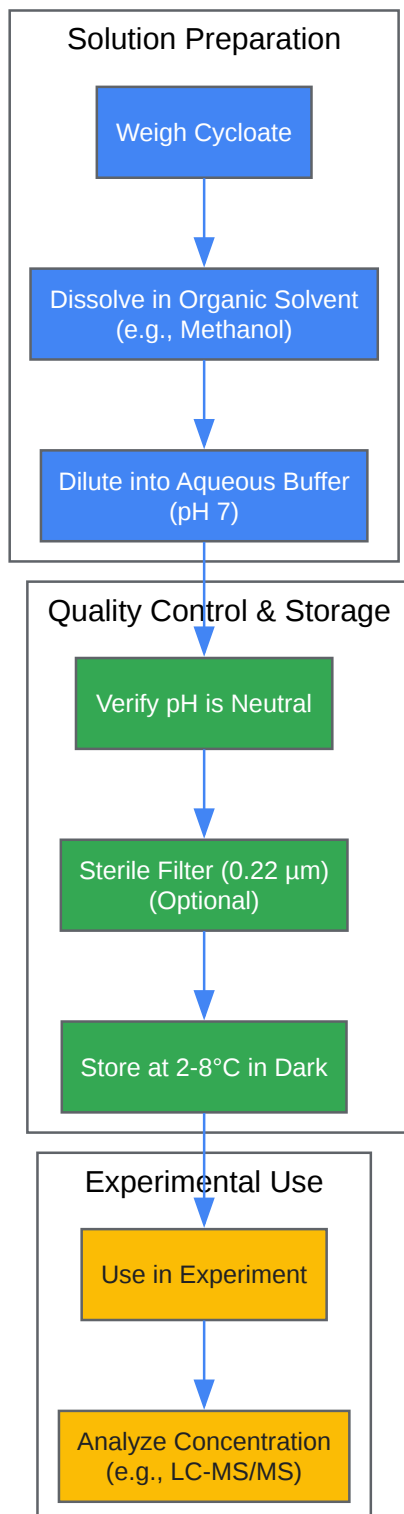 Solution Preparation
Weigh Cycloate
Dissolve in Organic Solvent
(e.g., Methanol)
Dilute into Aqueous Buffer
(pH 7)
Quality Control & Storage
Verify pH is Neutral
Sterile Filter (0.22 µm)
(Optional)
Store at 2-8°C in Dark
Experimental Use
Use in Experiment
Analyze Concentration
(e.g., LC-MS/MS)